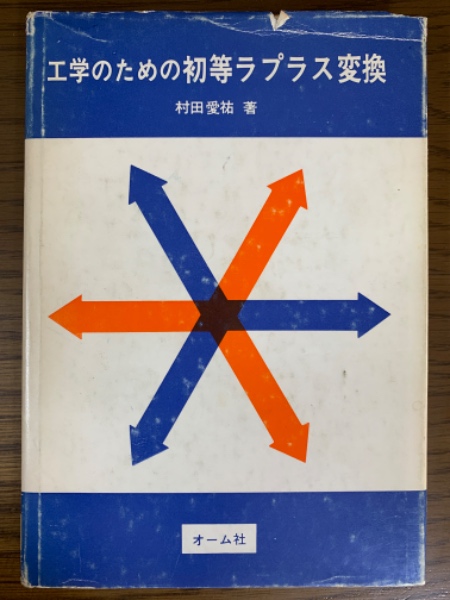 工学のための初等ラプラス変換
村田愛祐 著
オーム社